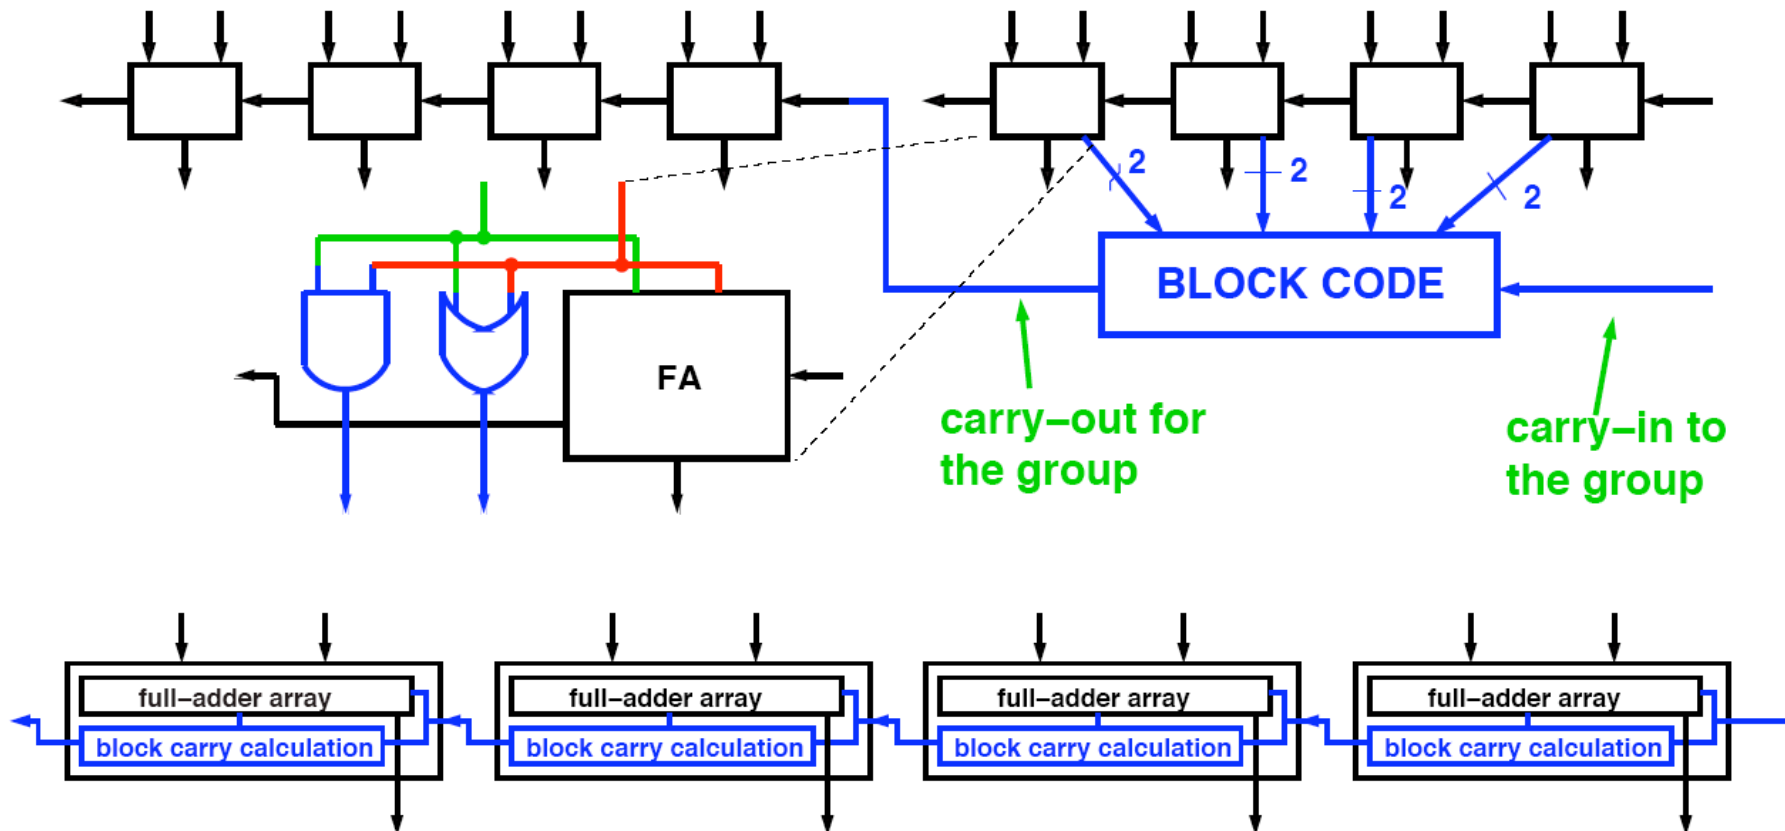 2
2
2
2
BLOCK CODE
FA
carry–out for
the group
carry–in to
the group
full–adder array
block carry calculation
full–adder array
block carry calculation
full–adder array
block carry calculation
full–adder array
block carry calculation